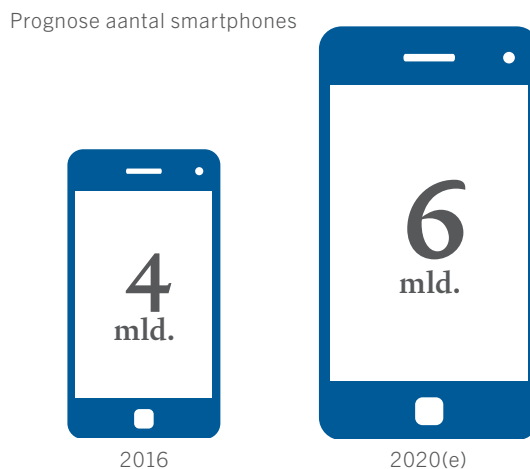 Prognose aantal smartphones
4
mld.
6
mld.
2016
2020(e)